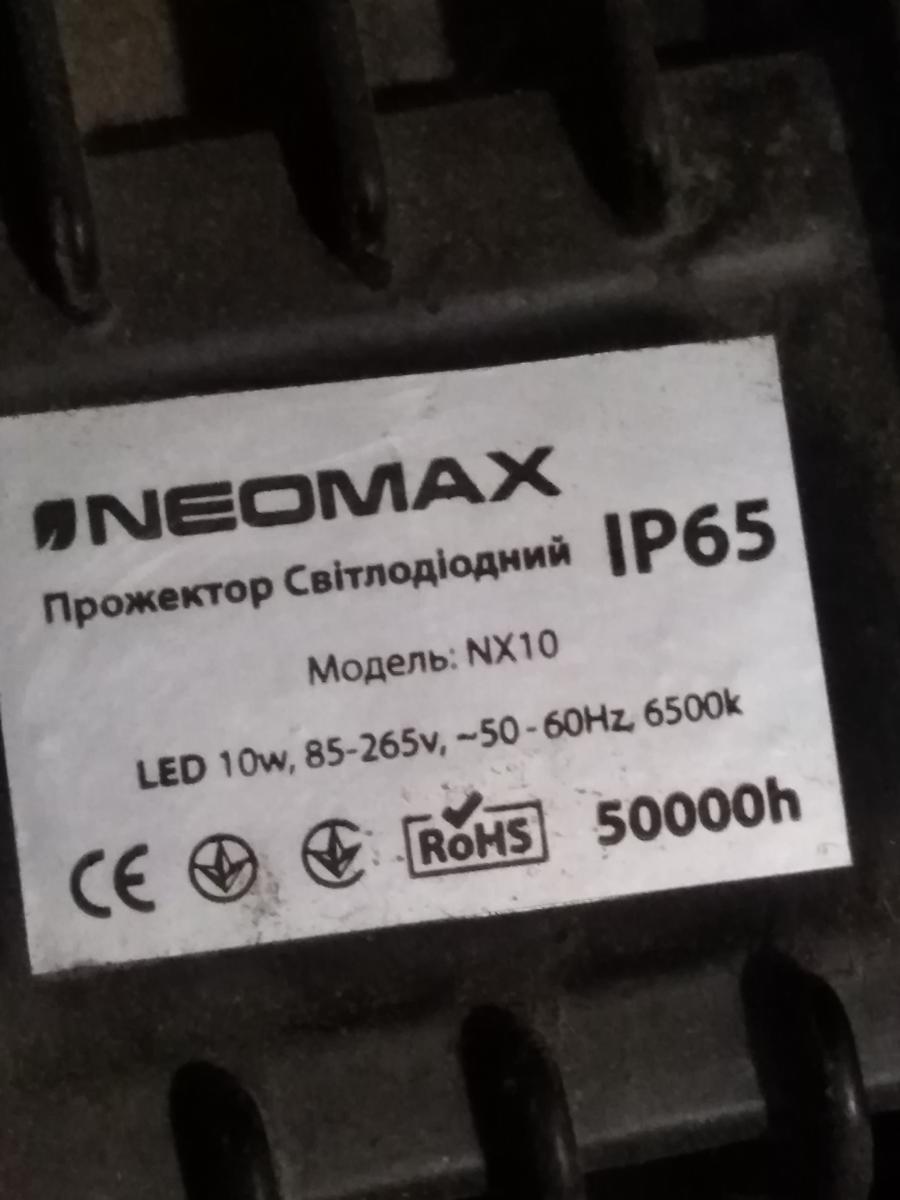 NEOMAX
Прожектор Світлодіодний IP65
Модель: NX10
LED 10w, 85-265v, ~50-60Hz, 6500k
CE RoHS 50000h